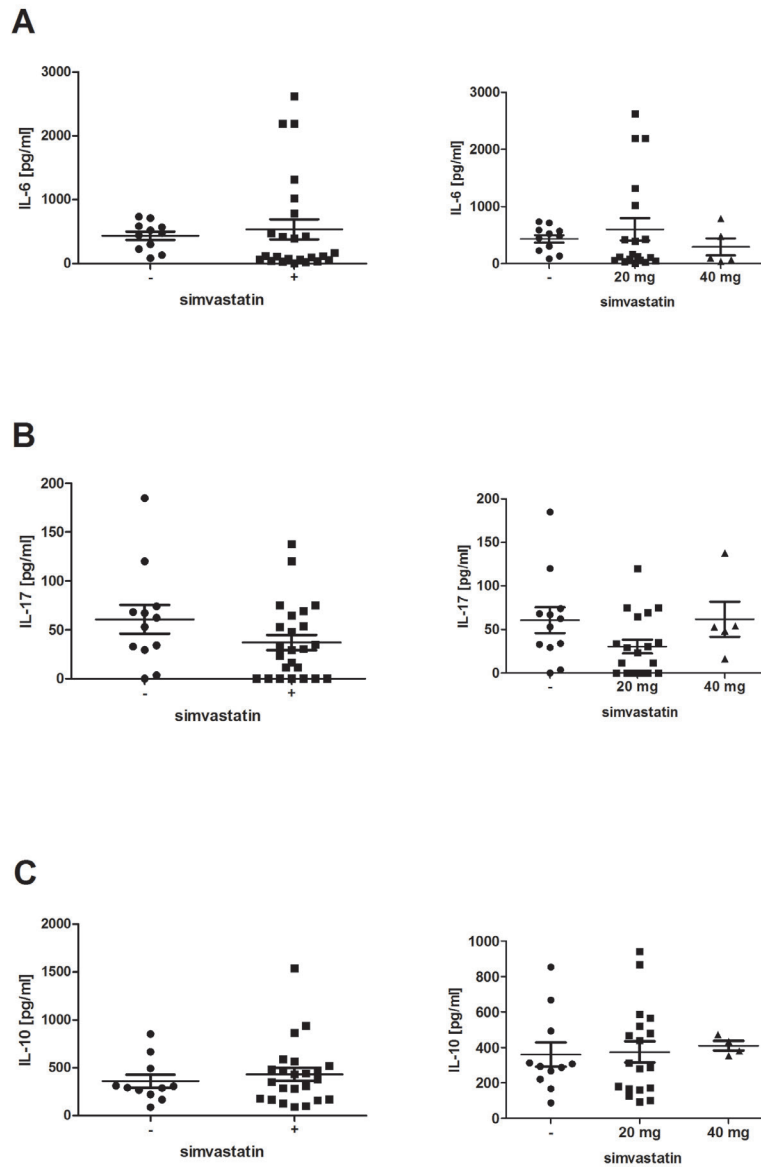 A
IL-6 [pg/ml]
3000
2000
1000
0
- +
simvastatin
IL-6 [pg/ml]
3000
2000
1000
0
- 20 mg 40 mg
simvastatin
B
IL-17 [pg/ml]
200
150
100
50
0
- +
simvastatin
IL-17 [pg/ml]
200
150
100
50
0
- 20 mg 40 mg
simvastatin
C
IL-10 [pg/ml]
2000
1500
1000
500
0
- +
simvastatin
IL-10 [pg/ml]
1000
800
600
400
200
0
- 20 mg 40 mg
simvastatin